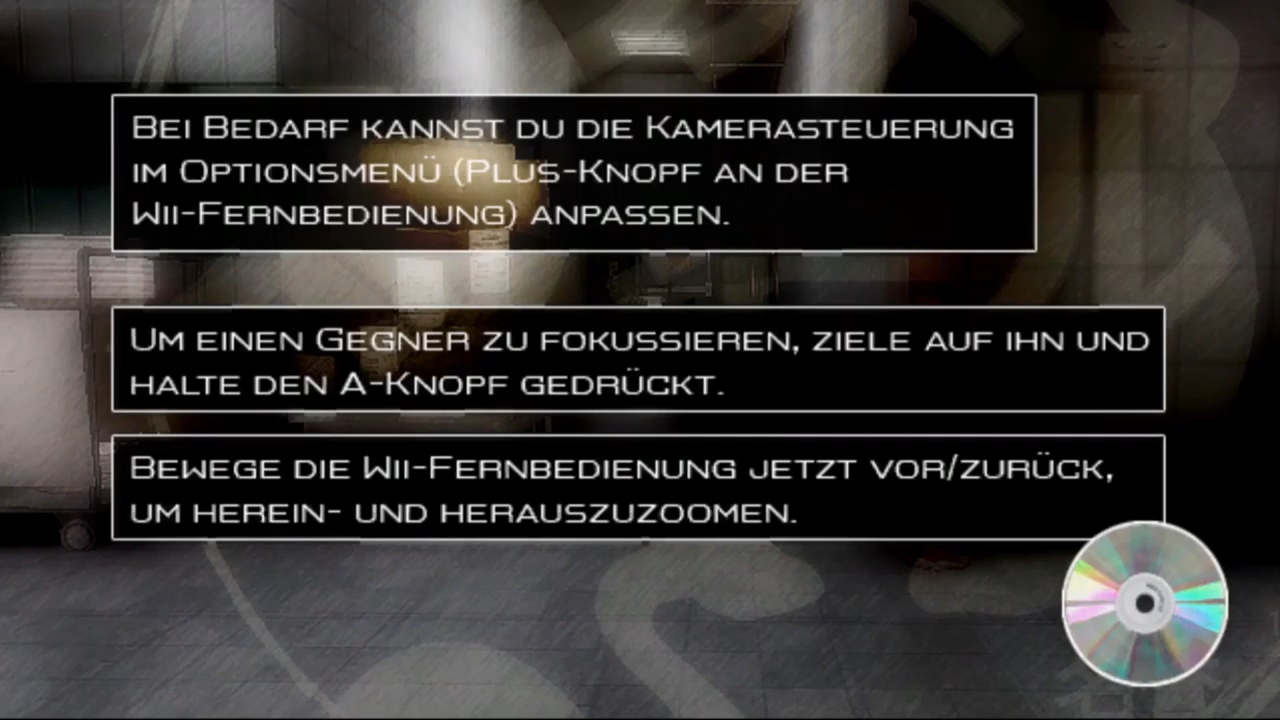 Bei Bedarf kannst du die Kamerasteuerung
im Optionsmenü (Plus-Knopf an der
Wii-Fernbedienung) anpassen.
Um einen Gegner zu fokussieren, ziele auf ihn und
halte den A-Knopf gedrückt.
Bewege die Wii-Fernbedienung jetzt vor/zurück,
um herein- und herauszuzoomen.